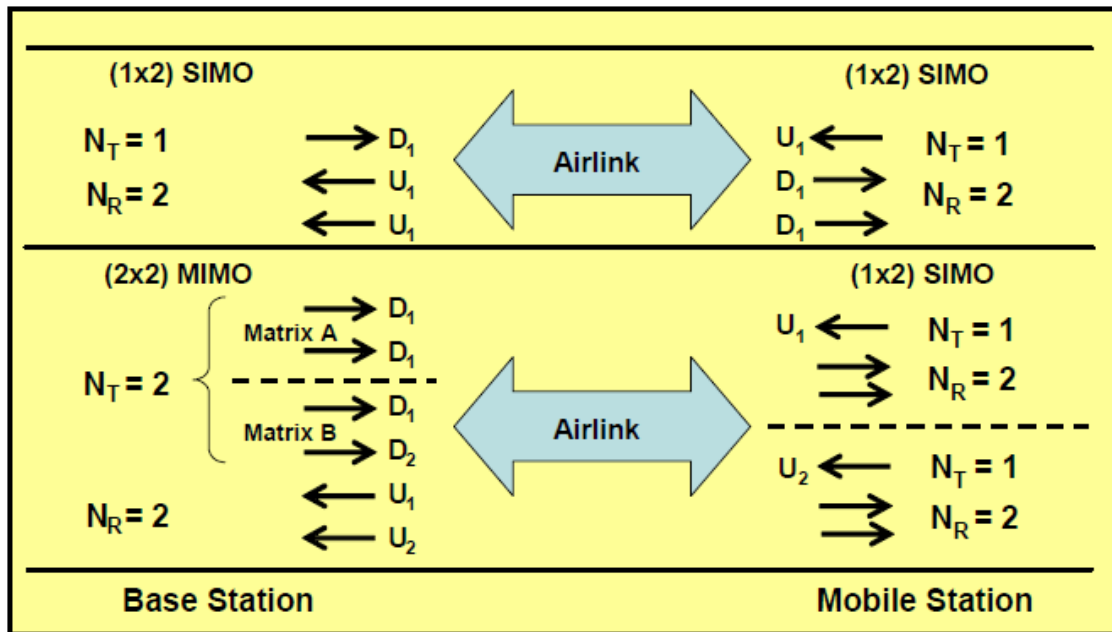 (1x2) SIMO
(1x2) SIMO
N_T = 1
D_1
U_1
N_T = 1
Airlink
N_R = 2
U_1
D_1
N_R = 2
U_1
D_1
(2x2) MIMO
(1x2) SIMO
D_1
Matrix A
D_1
U_1
N_T = 1
N_R = 2
N_T = 2
D_1
Matrix B
D_2
Airlink
U_2
N_T = 1
N_R = 2
U_1
N_R = 2
U_2
Base Station
Mobile Station